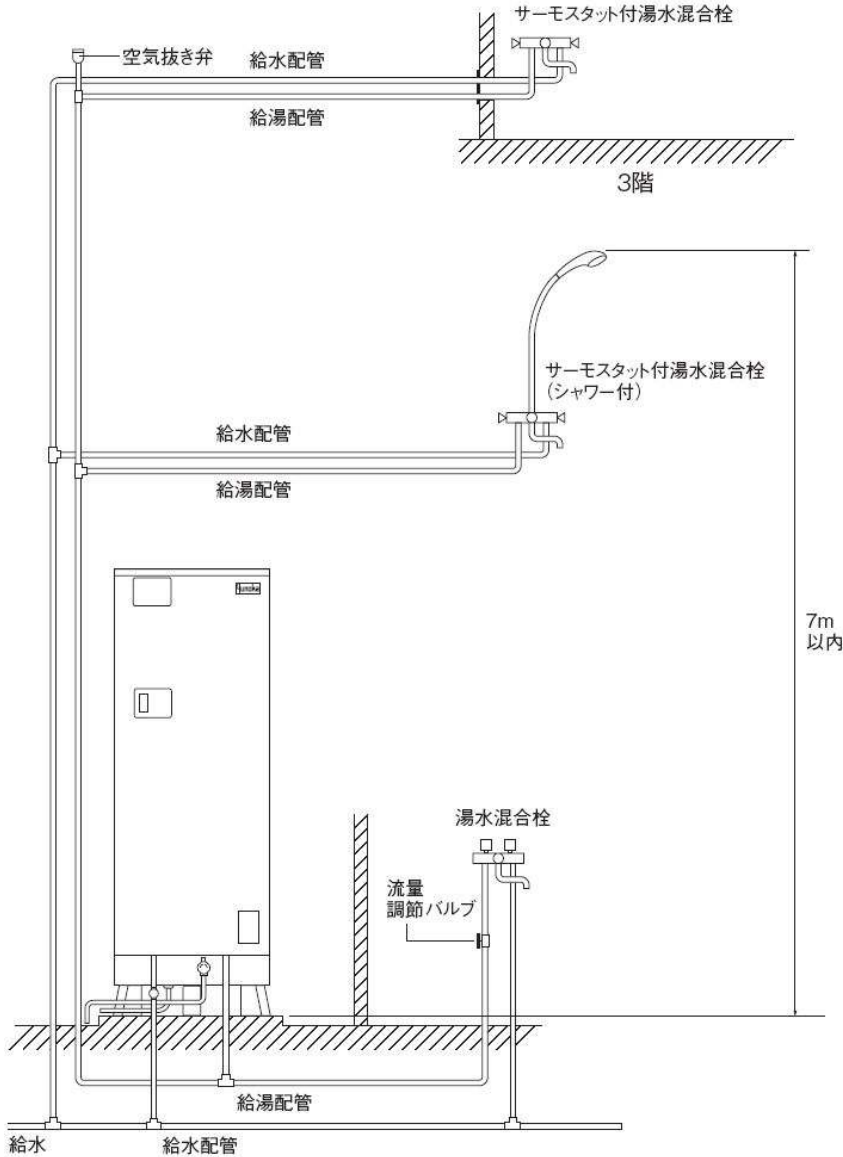 サーモスタット付湯水混合栓
空気抜き弁
給水配管
給湯配管
3階
サーモスタット付湯水混合栓
(シャワー付)
給水配管
給湯配管
7m
以内
湯水混合栓
流量
調節バルブ
給湯配管
給水
給水配管